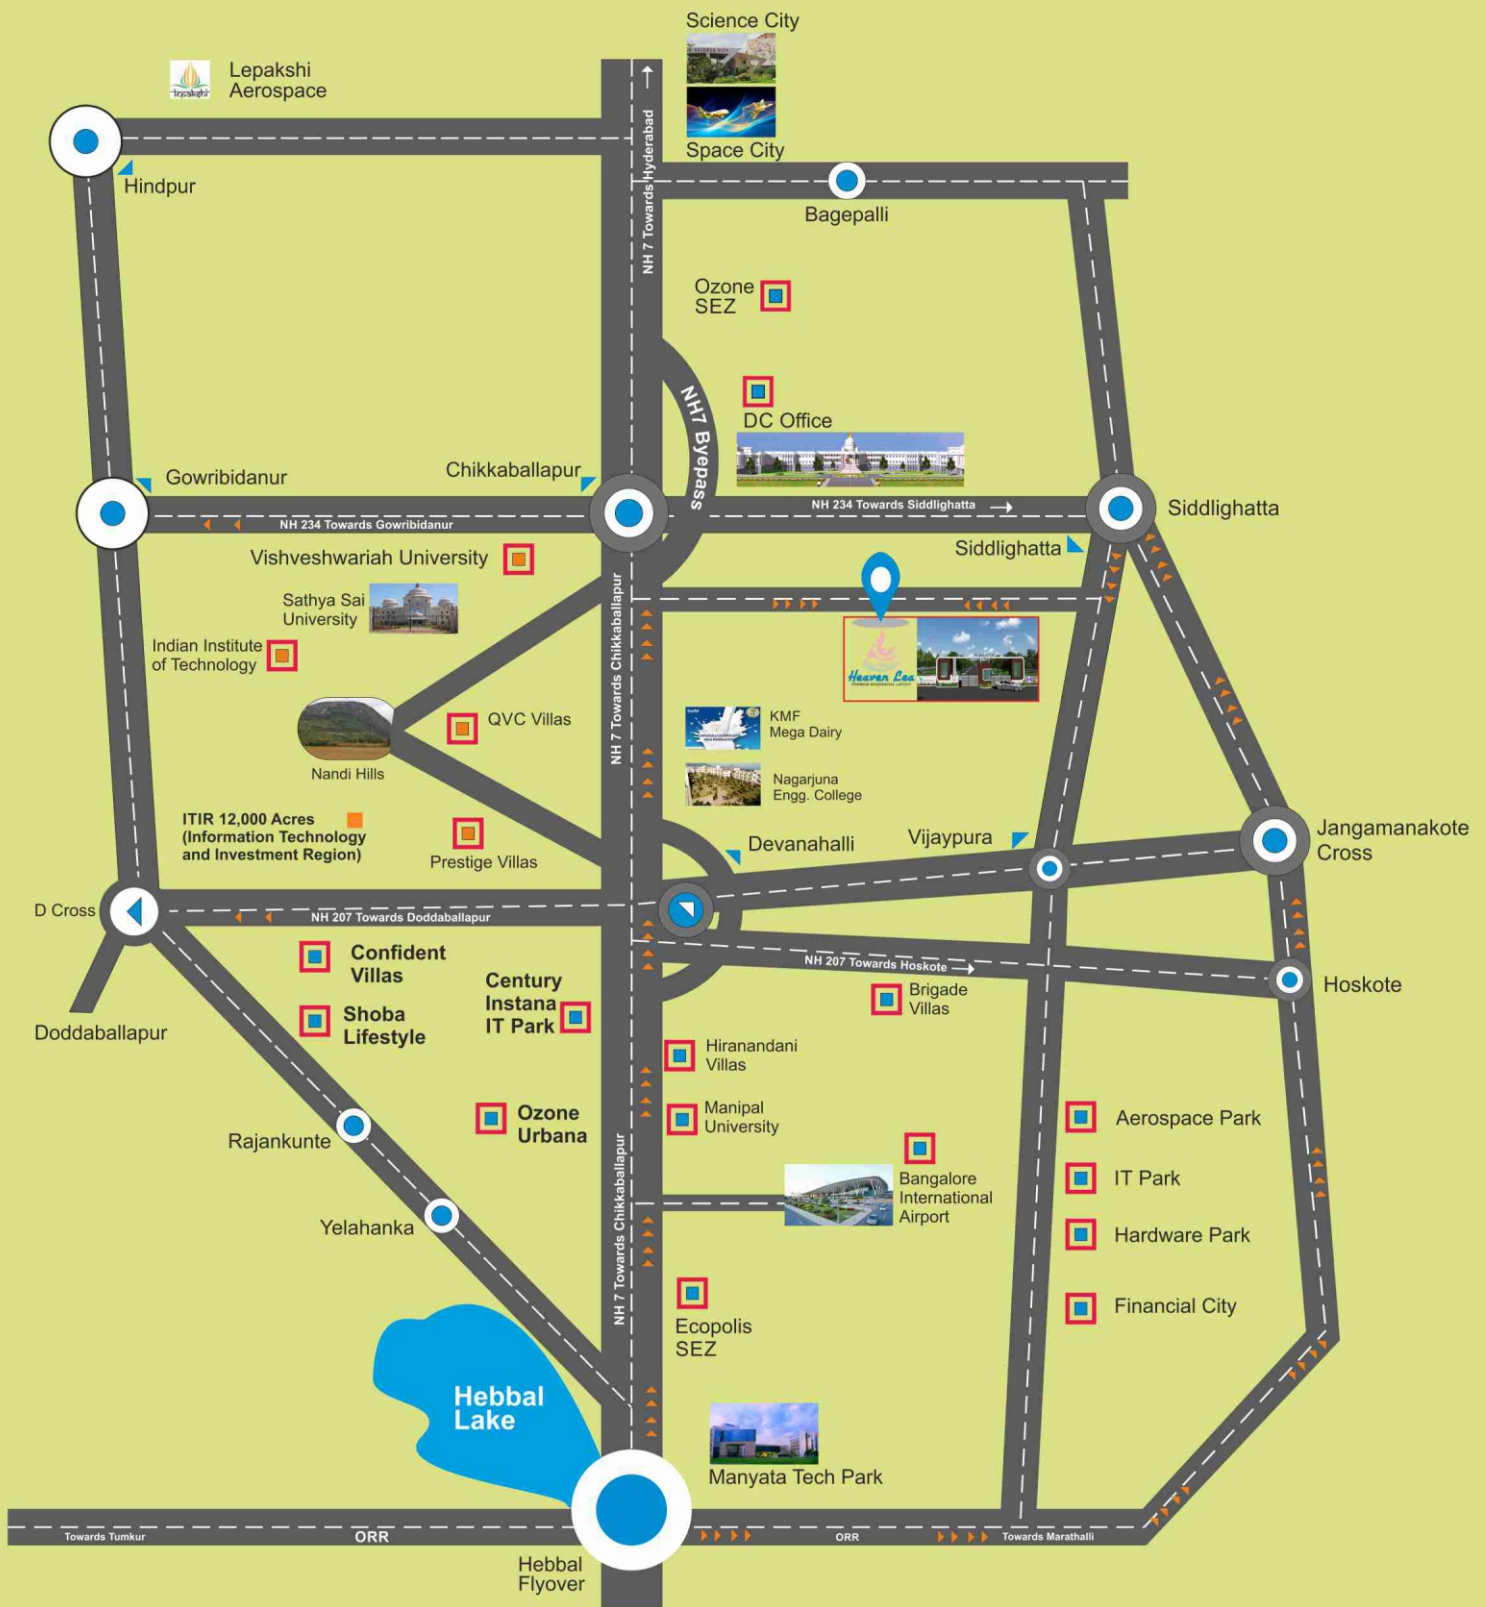 Science City
Lepakshi
Aerospace
lepakshi
Space City
Hindpur
NH 7 Towards Hyderabad
Bagepalli
Ozone
SEZ
NH7 Byepass
DC Office
Chikkaballapur
Gowribidanur
NH 234 Towards Siddlighatta
Siddlighatta
NH 234 Towards Gowribidanur
Siddlighatta
Vishveshwariah University
Sathya Sai
University
Indian Institute
of Technology
NH 7 Towards Chikkaballapur
Heaven Lea
QVC Villas
KMF
Mega Dairy
Nandi Hills
Nagarjuna
Engg. College
ITIR 12,000 Acres
(Information Technology
and Investment Region)
Prestige Villas
Devanahalli
Vijaypura
Jangamanakote
Cross
D Cross
NH 207 Towards Doddaballapur
Confident
Villas
Century
Instana
IT Park
NH 207 Towards Hoskote
Brigade
Villas
Hoskote
Shoba
Lifestyle
Doddaballapur
Hiranandani
Villas
Ozone
Urbana
Manipal
University
Aerospace Park
Rajankunte
NH 7 Towards Chikkaballapur
Bangalore
International
Airport
IT Park
Yelahanka
Hardware Park
Financial City
Ecopolis
SEZ
Hebbal
Lake
Manyata Tech Park
Towards Tumkur
ORR
ORR
Towards Marathalli
Hebbal
Flyover